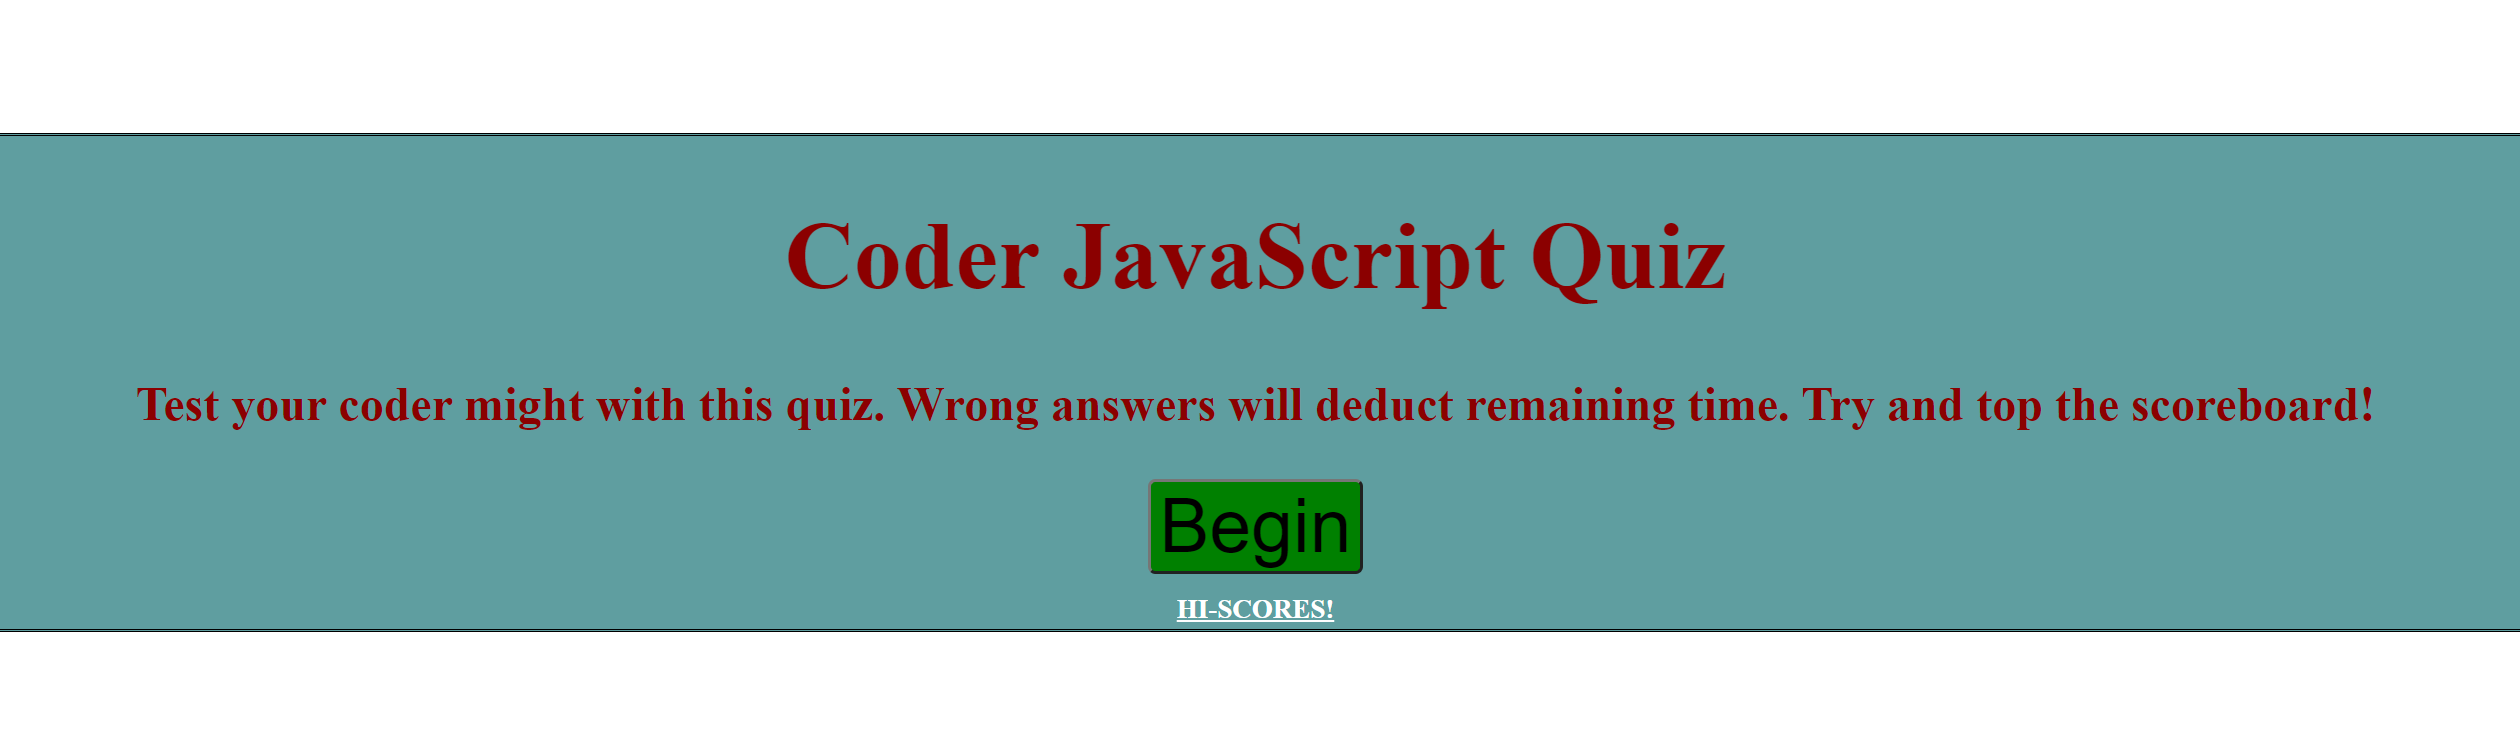 Coder JavaScript Quiz
Test your coder might with this quiz. Wrong answers will deduct remaining time. Try and top the scoreboard!
Begin
HI-SCORES!